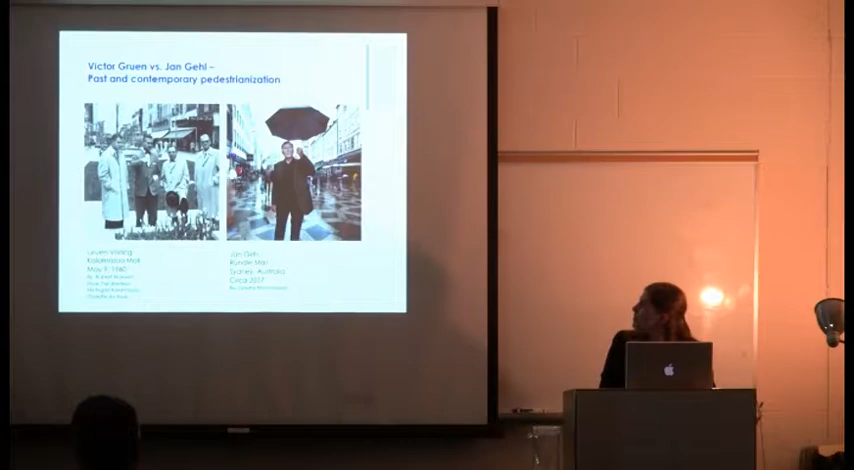 Victor Gruen vs. Jan Gehl –
Past and contemporary pedestrianization
Gruen Visiting
Kalamazoo Mall
May 9, 1960
Jan Gehl
Rundle Mall
Sydney, Australia
Circa 2017